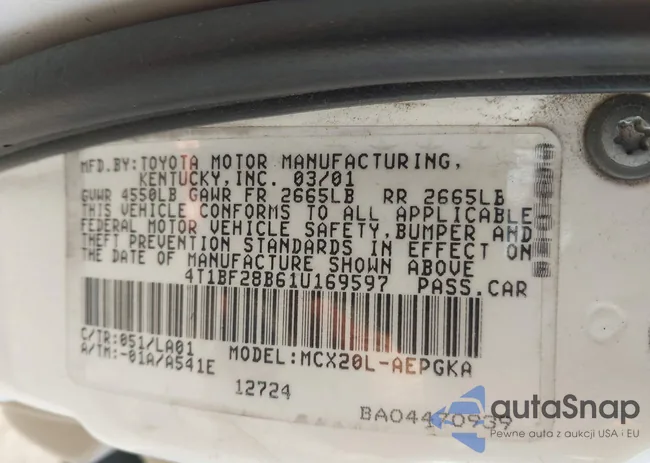 MFD.BY:TOYOTA MOTOR MANUFACTURING,
KENTUCKY,INC. 03/01
GVWR 4550LB GAWR FR 2665LB RR 2665LB
THIS VEHICLE CONFORMS TO ALL APPLICABLE
FEDERAL MOTOR VEHICLE SAFETY,BUMPER AND
THEFT PREVENTION STANDARDS IN EFFECT ON
THE DATE OF MANUFACTURE SHOWN ABOVE
4T1BF28B61U169597 PASS.CAR
C/TR:051/LA01
A/TM:-01A/A541E MODEL:MCX20L-AEPGKA
12724
BA04470939
autaSnap
Pewne auta z aukcji USA i EU